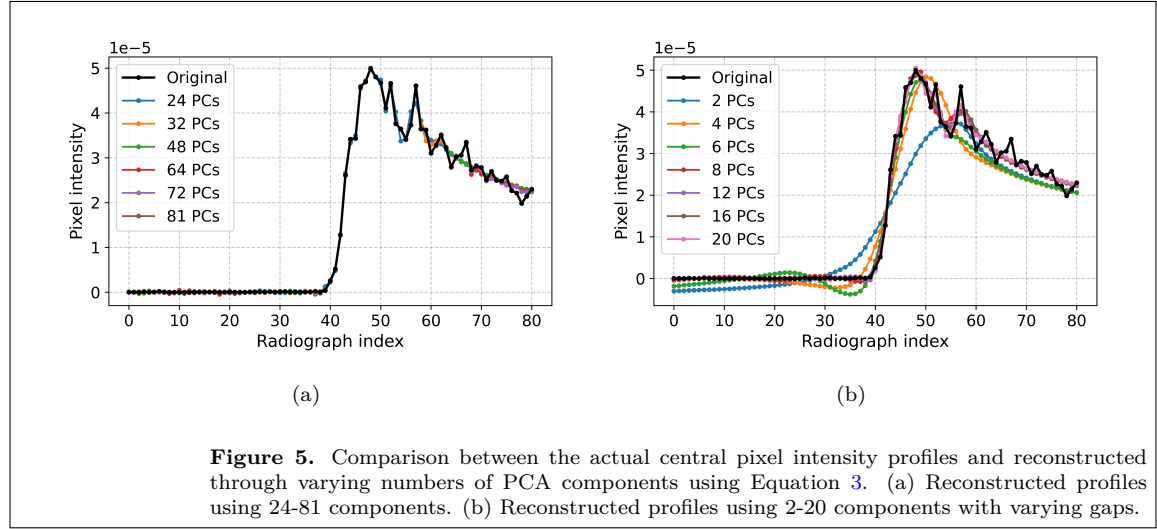 1e−5
5
4
3
2
1
0
Pixel intensity
Original
24 PCs
32 PCs
48 PCs
64 PCs
72 PCs
81 PCs
0 10 20 30 40 50 60 70 80
Radiograph index
(a)
1e−5
5
4
3
2
1
0
Pixel intensity
Original
2 PCs
4 PCs
6 PCs
8 PCs
12 PCs
16 PCs
20 PCs
0 10 20 30 40 50 60 70 80
Radiograph index
(b)
Figure 5. Comparison between the actual central pixel intensity profiles and reconstructed
through varying numbers of PCA components using Equation 3. (a) Reconstructed profiles
using 24-81 components. (b) Reconstructed profiles using 2-20 components with varying gaps.